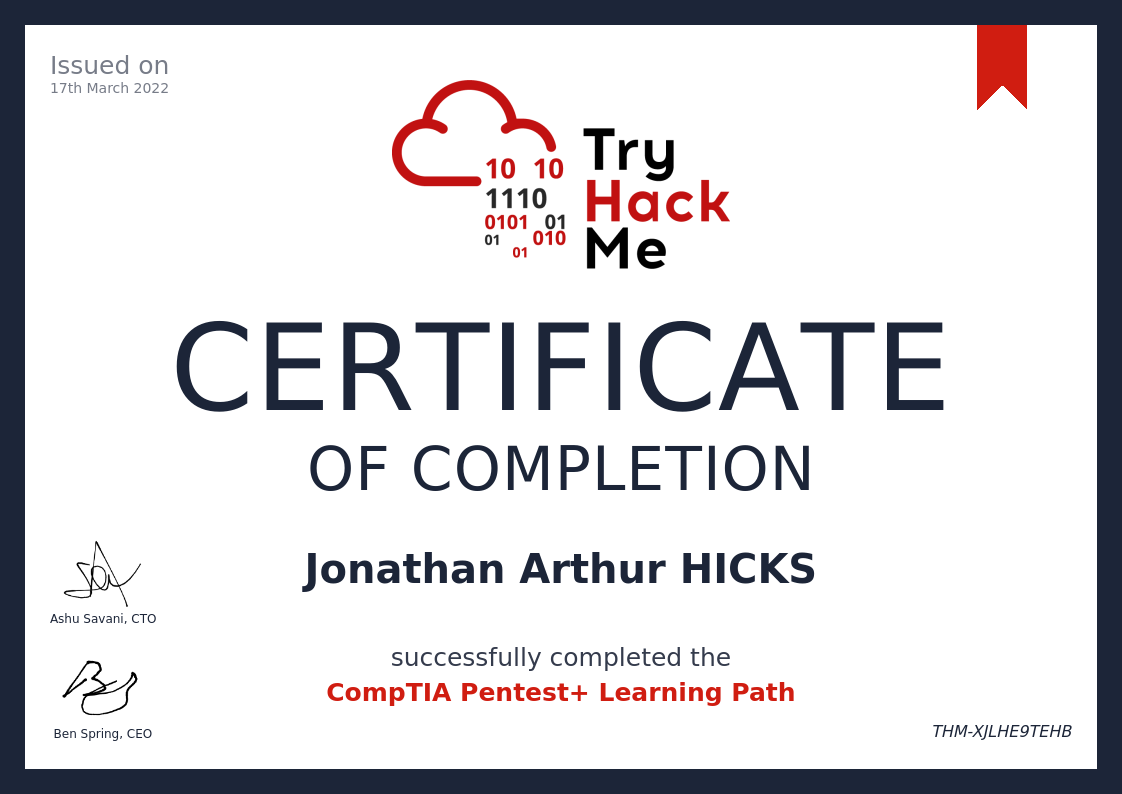 Issued on
17th March 2022
10 10
1110
0101 01
01 010
01
Try
Hack
Me
CERTIFICATE
OF COMPLETION
Jonathan Arthur HICKS
Ashu Savani, CTO
successfully completed the
CompTIA Pentest+ Learning Path
Ben Spring, CEO
THM-XJLHE9TEHB